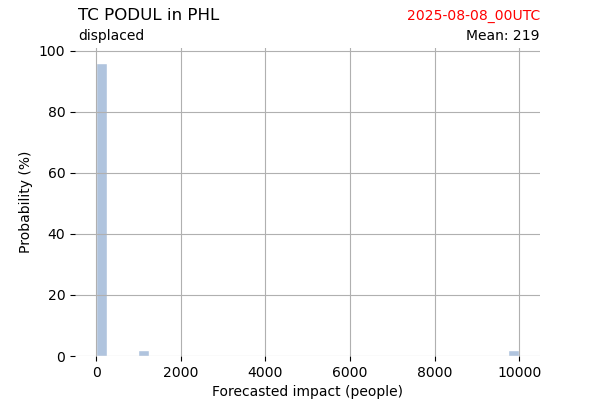 TC PODUL in PHL
2025-08-08_00UTC
displaced
Mean: 219
100
80
60
40
20
0
Probability (%)
0 2000 4000 6000 8000 10000
Forecasted impact (people)